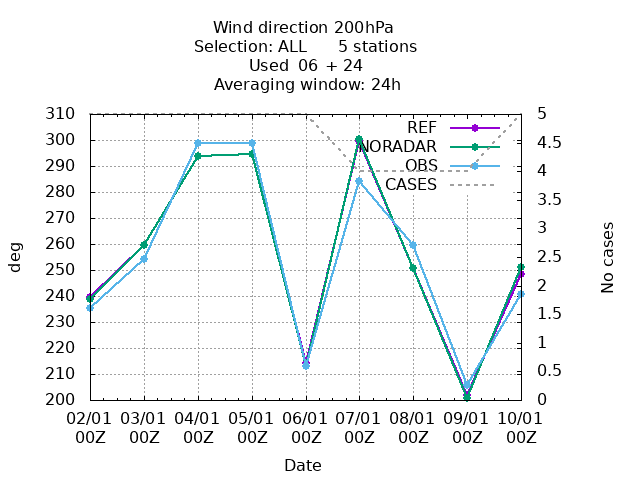 Wind direction 200hPa
Selection: ALL 5 stations
Used 06 + 24
Averaging window: 24h
310
300
290
280
270
260
250
240
230
220
210
200
deg
5
4.5
4
3.5
3
2.5
2
1.5
1
0.5
0
No cases
REF
NORADAR
OBS
CASES
02/01 03/01 04/01 05/01 06/01 07/01 08/01 09/01 10/01
00Z 00Z 00Z 00Z 00Z 00Z 00Z 00Z 00Z
Date